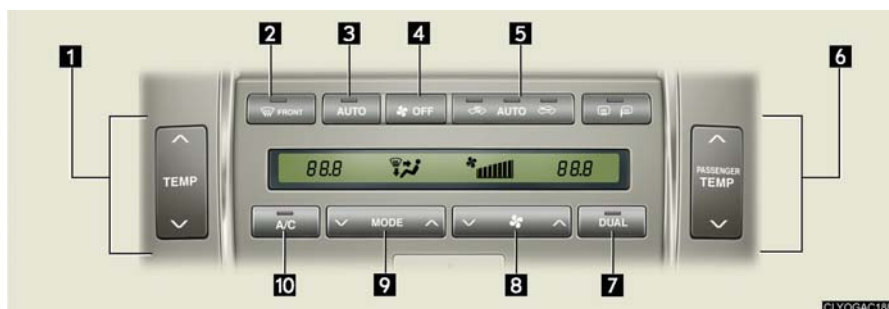 2 3 4 5
1 6
FRONT AUTO OFF AUTO
TEMP 88.8 88.8 PASSENGER
TEMP
A/C MODE DUAL
10 9 8 7